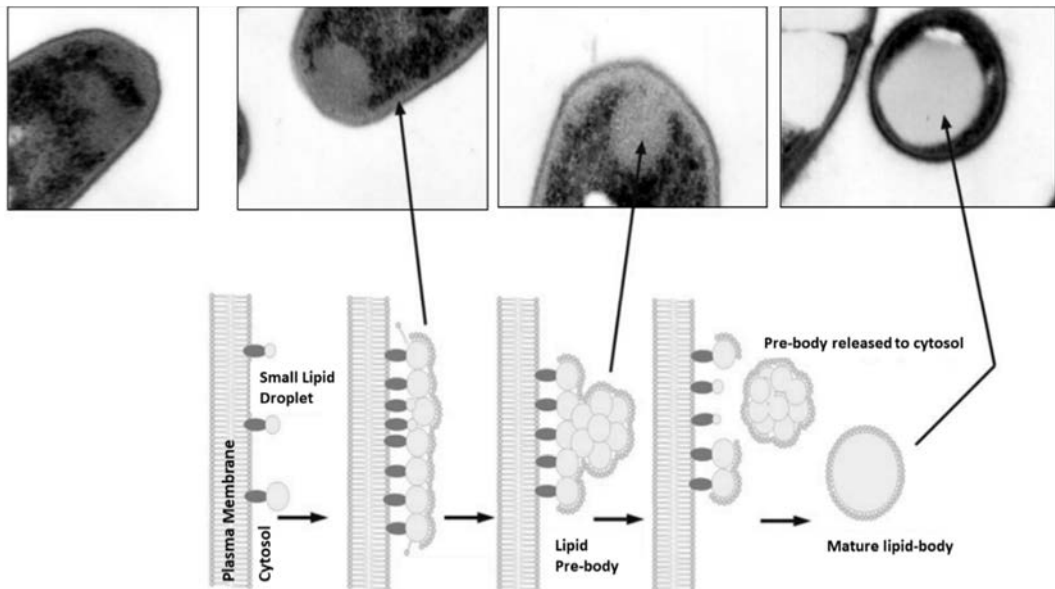 Plasma Membrane
Cytosol
Small Lipid
Droplet
Lipid
Pre-body
Pre-body released to cytosol
Mature lipid-body